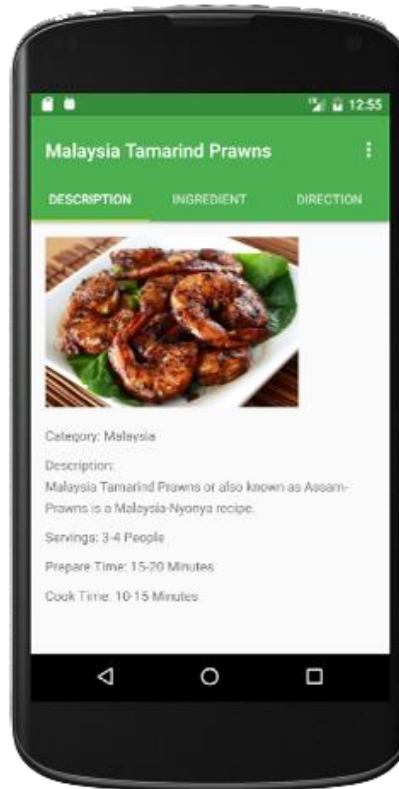 12:55
Malaysia Tamarind Prawns
DESCRIPTION INGREDIENT DIRECTION
Category: Malaysia
Description:
Malaysia Tamarind Prawns or also known as Assam-
Prawns is a Malaysia-Nyonya recipe.
Servings: 3-4 People
Prepare Time: 15-20 Minutes
Cook Time: 10-15 Minutes